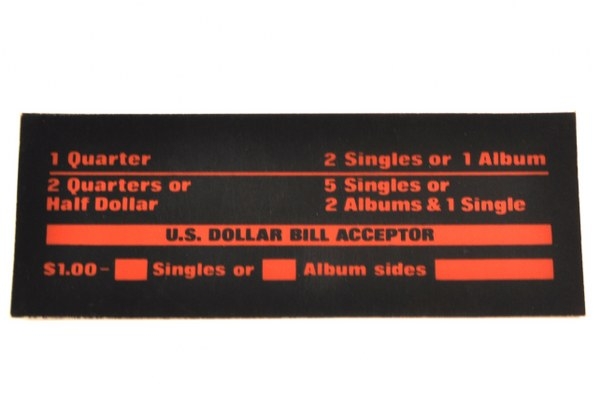 1 Quarter 2 Singles or 1 Album
2 Quarters or 5 Singles or
Half Dollar 2 Albums & 1 Single
U.S. DOLLAR BILL ACCEPTOR
$1.00- Singles or Album sides